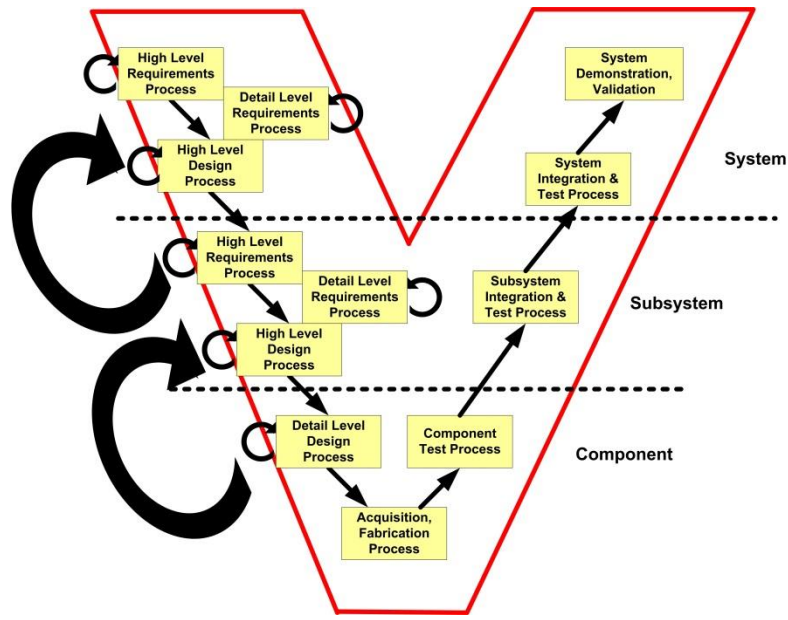 High Level
Requirements
Process
Detail Level
Requirements
Process
High Level
Design
Process
High Level
Requirements
Process
Detail Level
Requirements
Process
High Level
Design
Process
Detail Level
Design
Process
Acquisition,
Fabrication
Process
Component
Test Process
Subsystem
Integration &
Test Process
System
Integration &
Test Process
System
Demonstration,
Validation
System
Subsystem
Component